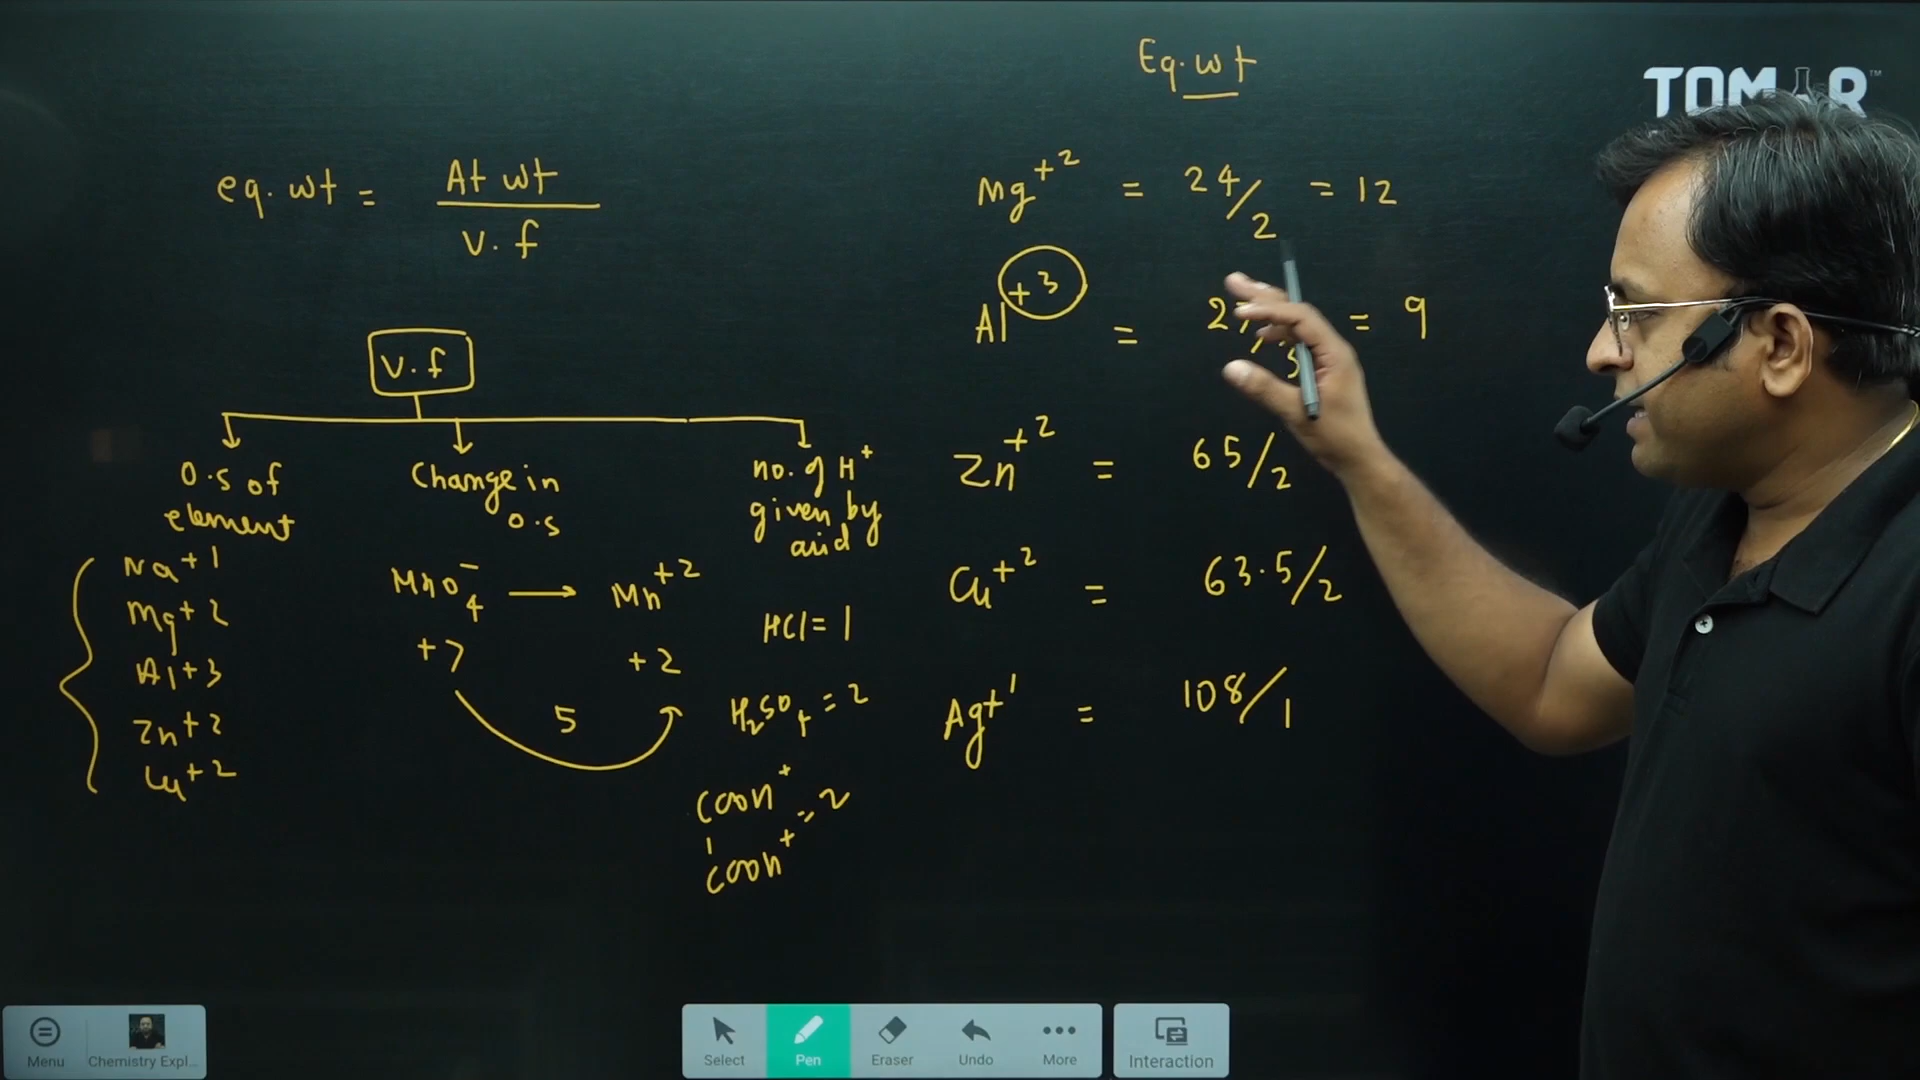 Eq. wt
TOMAR™
eq. wt = At wt / v. f
v. f
O.S of element
Change in O.S
no. of H+ given by acid
Na+1
Mg+2
Al+3
Zn+2
Cu+2
MnO4- → Mn+2
+7 +2
5
HCl = 1
H2SO4 = 2
COOH+
COOH+ = 2
Mg+2 = 24/2 = 12
Al+3 = 27/3 = 9
Zn+2 = 65/2
Cu+2 = 63.5/2
Ag+1 = 108/1
Menu
Chemistry Expl...
Select
Pen
Eraser
Undo
More
Interaction